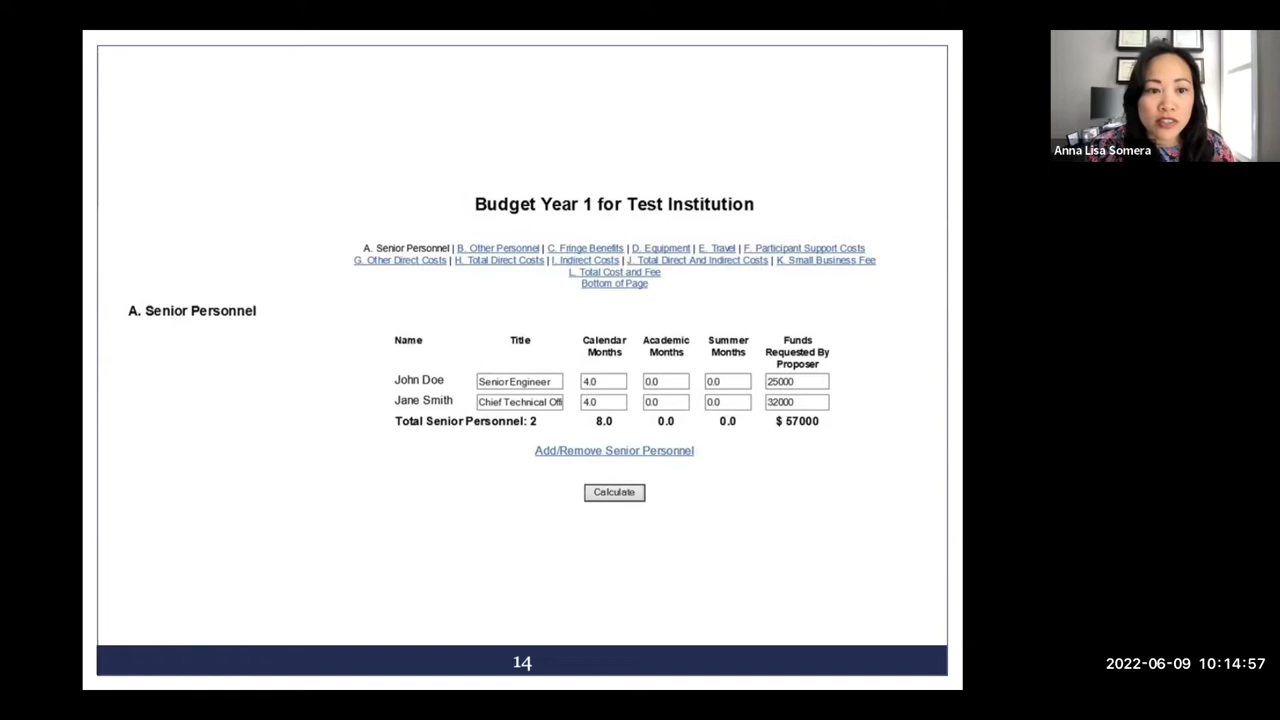 Budget Year 1 for Test Institution
A. Senior Personnel | B. Other Personnel | C. Fringe Benefits | D. Equipment | E. Travel | F. Participant Support Costs
G. Other Direct Costs | H. Total Direct Costs | I. Indirect Costs | J. Total Direct And Indirect Costs | K. Small Business Fee
L. Total Cost and Fee
Bottom of Page
A. Senior Personnel
Name Title Calendar Months Academic Months Summer Months Funds Requested By Proposer
John Doe Senior Engineer 4.0 0.0 0.0 25000
Jane Smith Chief Technical Offi 4.0 0.0 0.0 32000
Total Senior Personnel: 2 8.0 0.0 0.0 $ 57000
Add/Remove Senior Personnel
Calculate
14
Anna Lisa Somera
2022-06-09 10:14:57